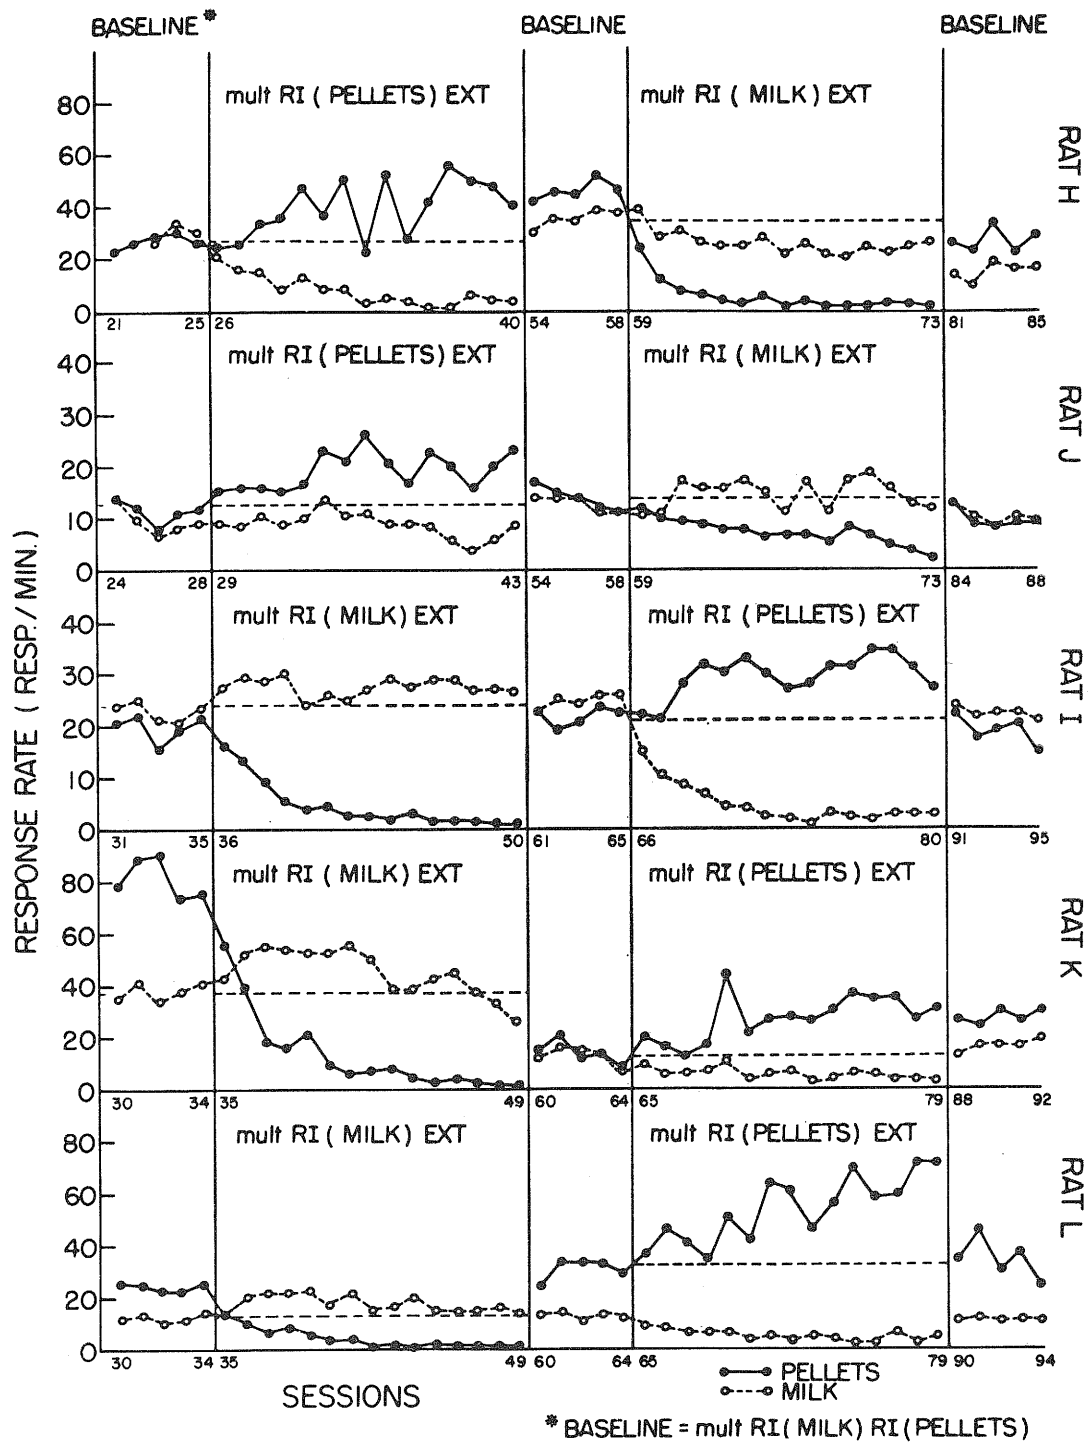 BASELINE * BASELINE BASELINE
mult RI ( PELLETS ) EXT mult RI ( MILK ) EXT
80
60
40
20
0
21 25 26 40 54 58 59 73 81 85
RAT H
mult RI ( PELLETS ) EXT mult RI ( MILK ) EXT
40
30
20
10
0
24 28 29 43 54 58 59 73 84 88
RAT J
mult RI ( MILK ) EXT mult RI ( PELLETS ) EXT
40
30
20
10
0
31 35 36 50 61 65 66 80 91 95
RAT I
mult RI ( MILK ) EXT mult RI ( PELLETS ) EXT
80
60
40
20
0
30 34 35 49 60 64 65 79 88 92
RAT K
mult RI ( MILK ) EXT mult RI (PELLETS ) EXT
80
60
40
20
0
30 34 35 49 60 64 65 79 90 94
RAT L
RESPONSE RATE ( RESP./MIN.)
SESSIONS
PELLETS
MILK
* BASELINE = mult RI( MILK ) RI ( PELLETS )